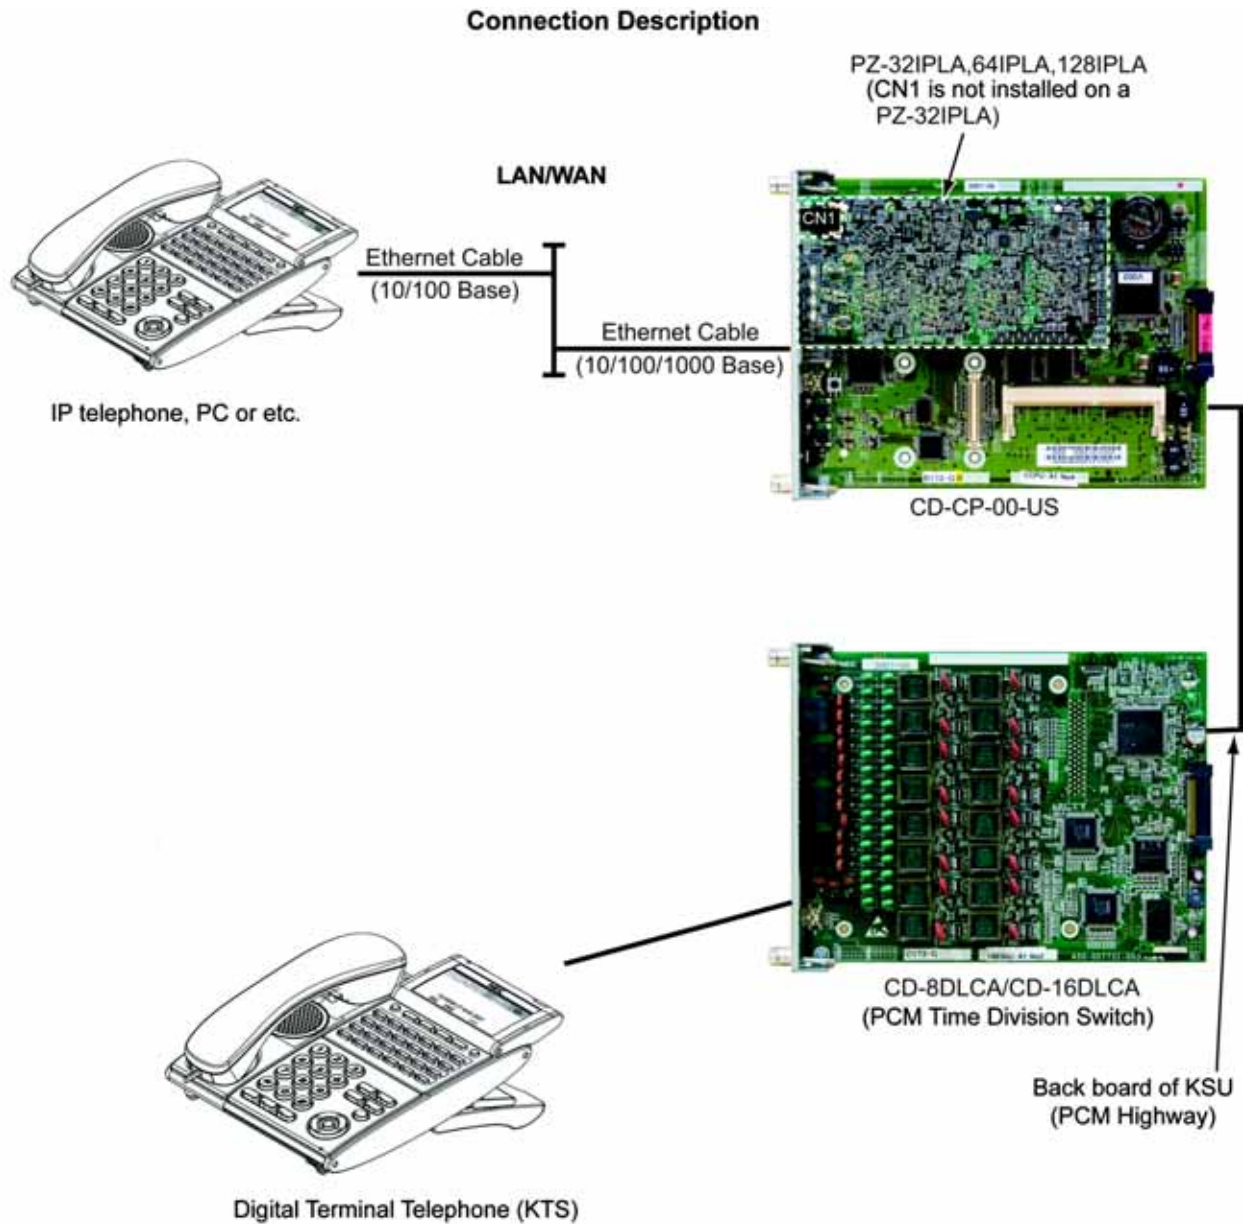 Connection Description
PZ-32IPLA,64IPLA,128IPLA
(CN1 is not installed on a
PZ-32IPLA)
LAN/WAN
CN1
Ethernet Cable
(10/100 Base)
Ethernet Cable
(10/100/1000 Base)
IP telephone, PC or etc.
CD-CP-00-US
CD-8DLCA/CD-16DLCA
(PCM Time Division Switch)
Back board of KSU
(PCM Highway)
Digital Terminal Telephone (KTS)